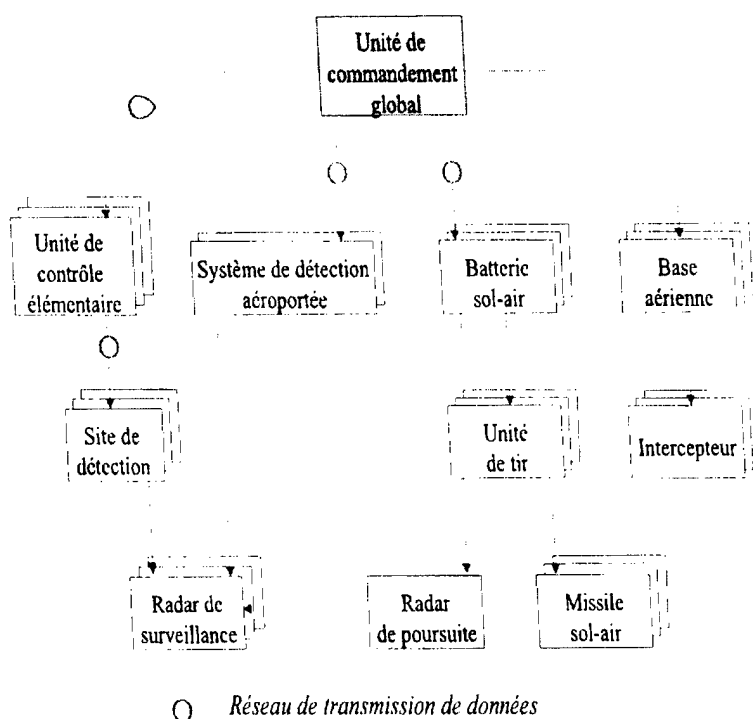 Unité de
commandement
global
Unité de
contrôle
élémentaire
Système de détection
aéroportée
Batterie
sol-air
Base
aérienne
Site de
détection
Unité
de tir
Intercepteur
Radar de
surveillance
Radar
de poursuite
Missile
sol-air
Réseau de transmission de données